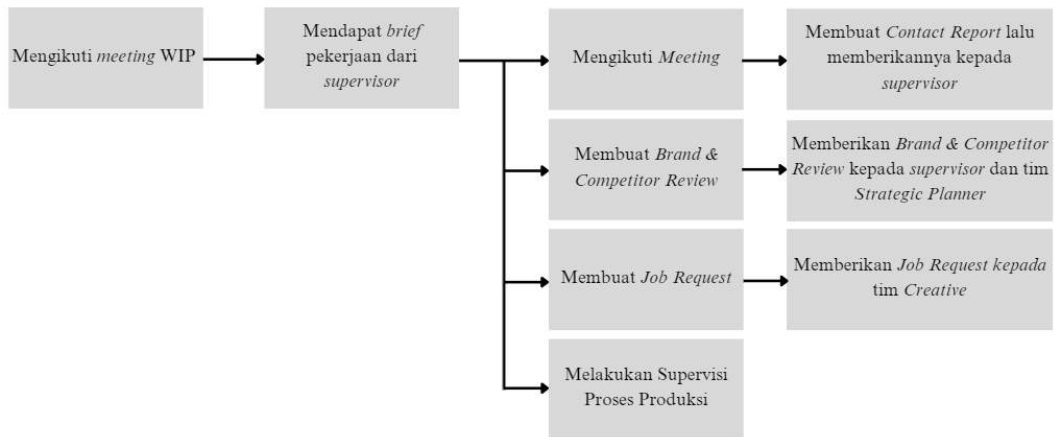 Mengikuti meeting WIP
Mendapat brief
pekerjaan dari
supervisor
Mengikuti Meeting
Membuat Contact Report lalu
memberikannya kepada
supervisor
Membuat Brand &
Competitor Review
Memberikan Brand & Competitor
Review kepada supervisor dan tim
Strategic Planner
Membuat Job Request
Memberikan Job Request kepada
tim Creative
Melakukan Supervisi
Proses Produksi